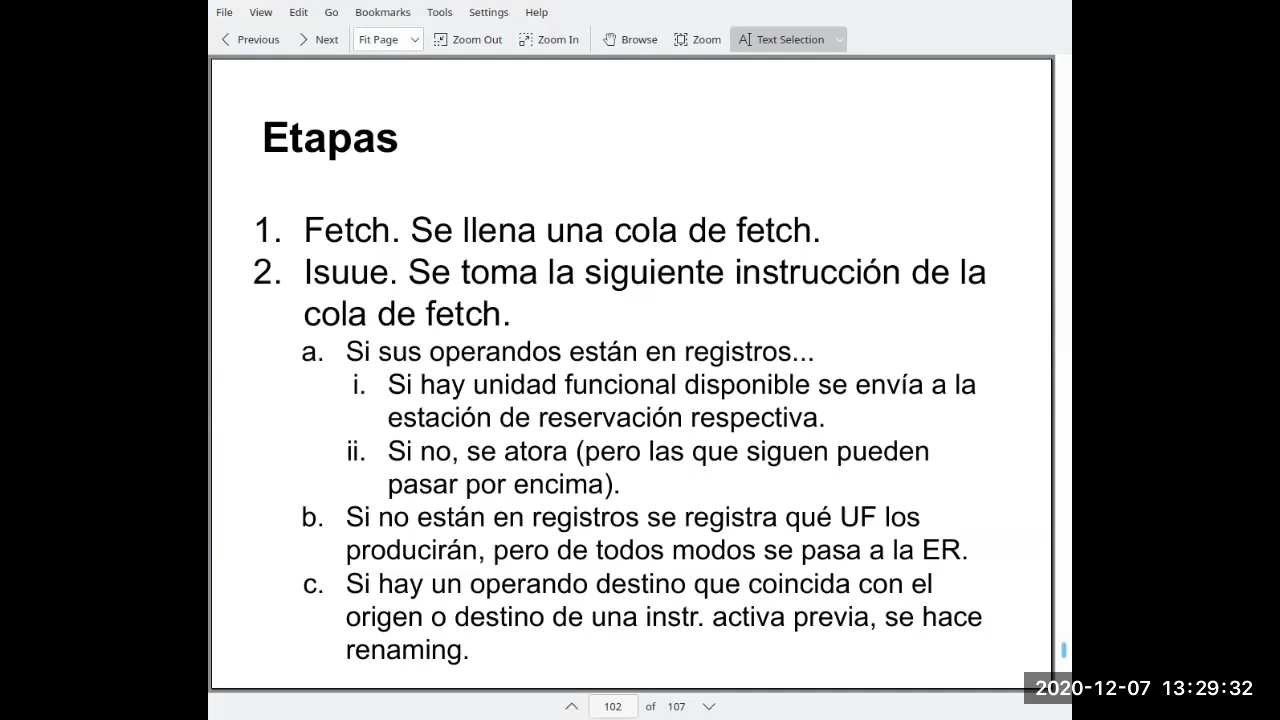 File View Edit Go Bookmarks Tools Settings Help
Previous Next Fit Page Zoom Out Zoom In Browse Zoom Text Selection
Etapas
1. Fetch. Se llena una cola de fetch.
2. Isuue. Se toma la siguiente instrucción de la
cola de fetch.
a. Si sus operandos están en registros...
i. Si hay unidad funcional disponible se envía a la
estación de reservación respectiva.
ii. Si no, se atora (pero las que siguen pueden
pasar por encima).
b. Si no están en registros se registra qué UF los
producirán, pero de todos modos se pasa a la ER.
c. Si hay un operando destino que coincida con el
origen o destino de una instr. activa previa, se hace
renaming.
2020-12-07 13:29:32
102 of 107